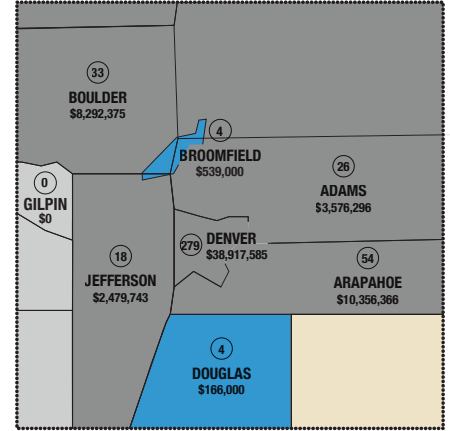 33
BOULDER
$8,292,375
4
BROOMFIELD
$539,000
0
GILPIN
$0
26
ADAMS
$3,576,296
279 DENVER
$38,917,585
18
JEFFERSON
$2,479,743
54
ARAPAHOE
$10,356,366
4
DOUGLAS
$166,000